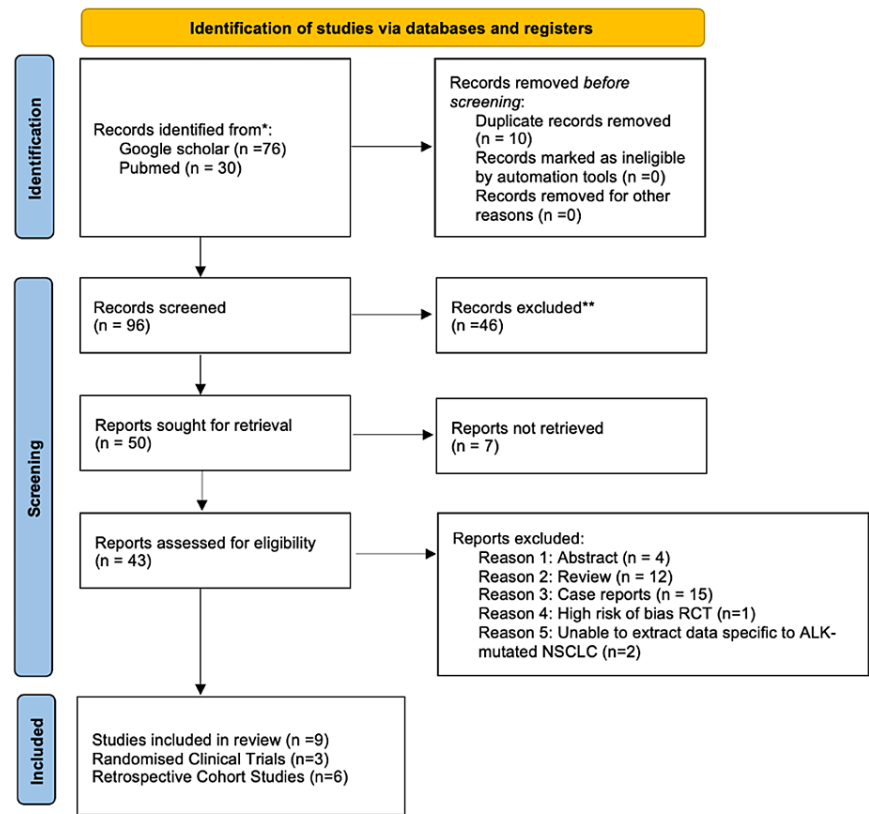 Identification of studies via databases and registers
Identification
Records identified from*:
Google scholar (n =76)
Pubmed (n = 30)
Records removed before
screening:
Duplicate records removed
(n = 10)
Records marked as ineligible
by automation tools (n =0)
Records removed for other
reasons (n =0)
Screening
Records screened
(n = 96)
Records excluded**
(n =46)
Reports sought for retrieval
(n = 50)
Reports not retrieved
(n = 7)
Reports assessed for eligibility
(n = 43)
Reports excluded:
Reason 1: Abstract (n = 4)
Reason 2: Review (n = 12)
Reason 3: Case reports (n = 15)
Reason 4: High risk of bias RCT (n=1)
Reason 5: Unable to extract data specific to ALK-
mutated NSCLC (n=2)
Included
Studies included in review (n =9)
Randomised Clinical Trials (n=3)
Retrospective Cohort Studies (n=6)